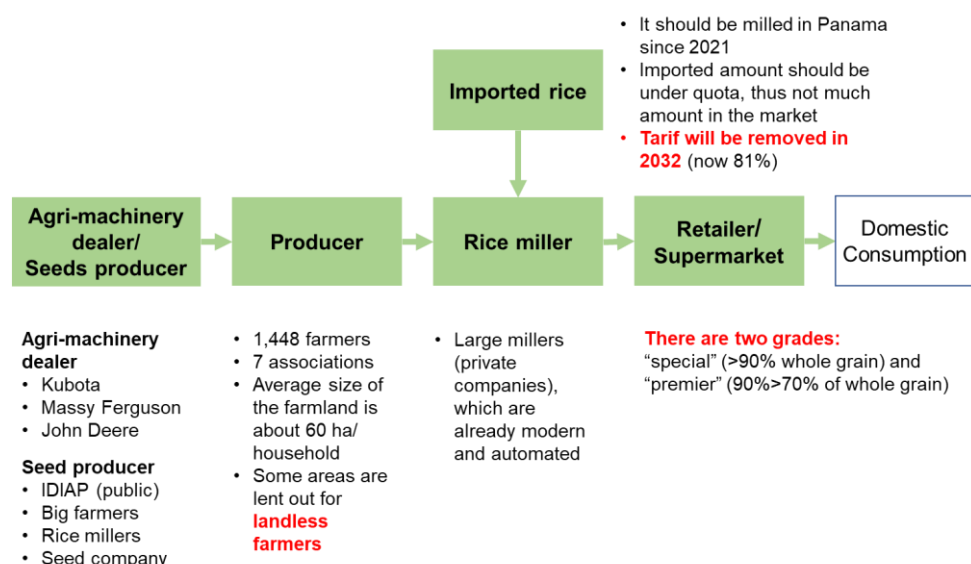 • It should be milled in Panama
since 2021
• Imported amount should be
under quota, thus not much
amount in the market
• Tarif will be removed in
2032 (now 81%)
Imported rice
Agri-machinery
dealer/
Seeds producer
Producer
Rice miller
Retailer/
Supermarket
Domestic
Consumption
Agri-machinery
dealer
• Kubota
• Massy Ferguson
• John Deere
Seed producer
• IDIAP (public)
• Big farmers
• Rice millers
• Seed company
• 1,448 farmers
• 7 associations
• Average size of
the farmland is
about 60 ha/
household
• Some areas are
lent out for
landless
farmers
• Large millers
(private
companies),
which are
already modern
and automated
There are two grades:
“special” (>90% whole grain) and
“premier” (90%>70% of whole grain)